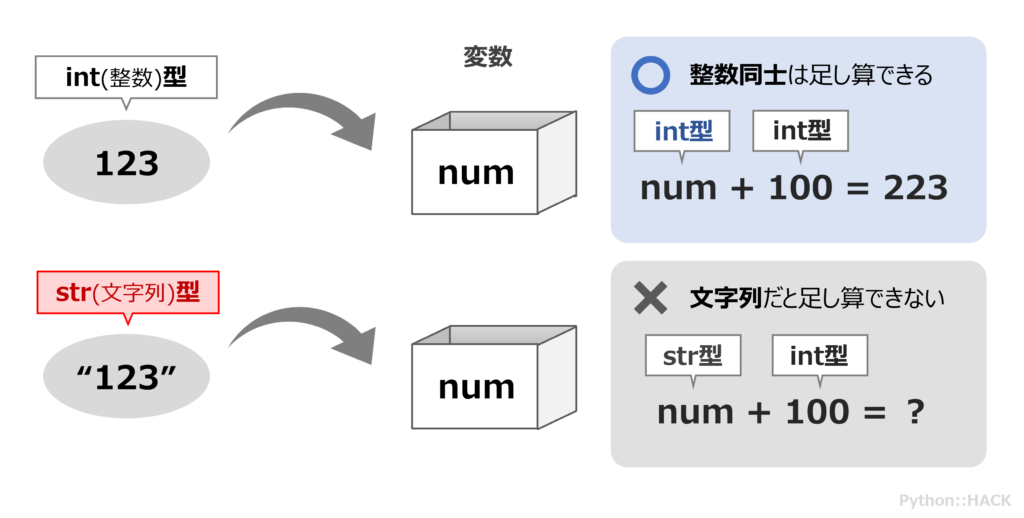 変数
int(整数)型
123
num
整数同士は足し算できる
int型 int型
num + 100 = 223
str(文字列)型
“123”
num
文字列だと足し算できない
str型 int型
num + 100 = ?
Python::HACK